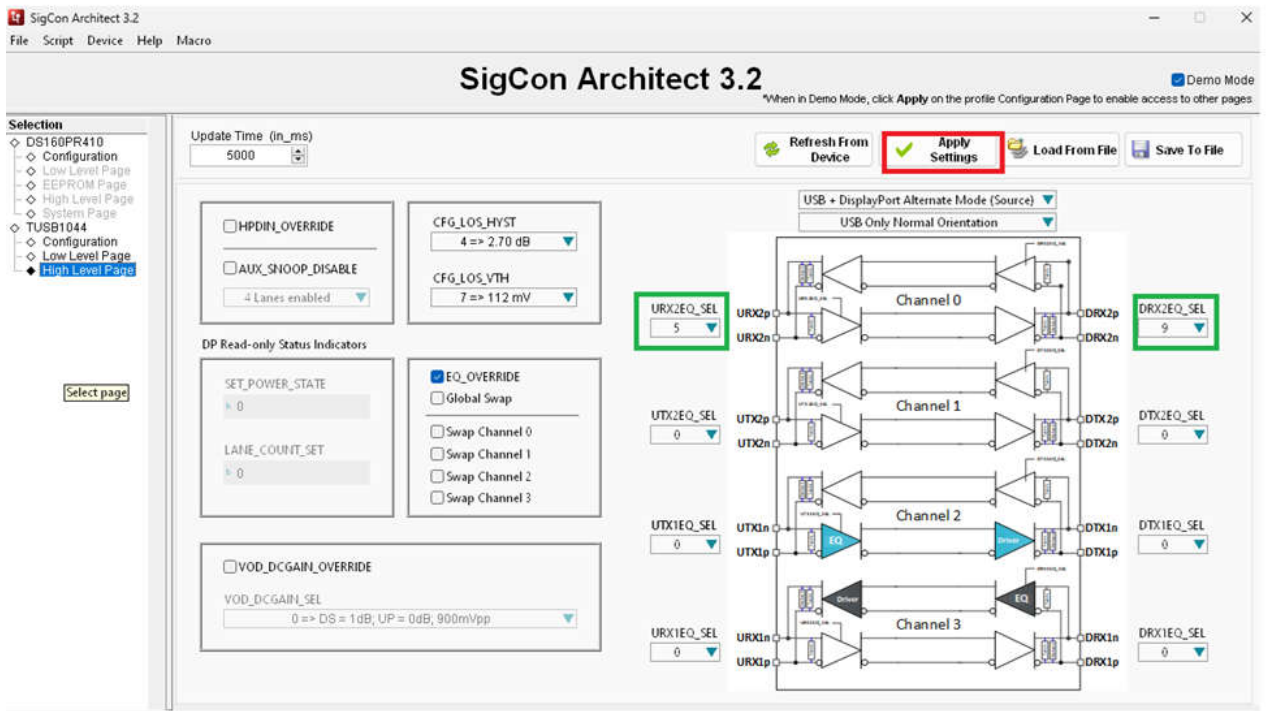 SigCon Architect 3.2
File Script Device Help Macro
SigCon Architect 3.2
Demo Mode
*When in Demo Mode, click Apply on the profile Configuration Page to enable access to other pages
Selection
DS160PR410
Configuration
Low Level Page
EEPROM Page
High Level Page
System Page
TUSB1044
Configuration
Low Level Page
High Level Page
Select page
Update Time (in_ms)
5000
Refresh From Device
Apply Settings
Load From File
Save To File
HPDIN_OVERRIDE
AUX_SNOOP_DISABLE
4 Lanes enabled
CFG_LOS_HYST
4 => 2.70 dB
CFG_LOS_VTH
7 => 112 mV
DP Read-only Status Indicators
SET_POWER_STATE
0
LANE_COUNT_SET
0
EQ_OVERRIDE
Global Swap
Swap Channel 0
Swap Channel 1
Swap Channel 2
Swap Channel 3
VOD_DCGAIN_OVERRIDE
VOD_DCGAIN_SEL
0 => DS = 1dB; UP = 0dB; 900mVpp
USB + DisplayPort Alternate Mode (Source)
USB Only Normal Orientation
URX2EQ_SEL
5
URX2p
URX2n
Channel 0
DRX2p
DRX2n
DRX2EQ_SEL
9
UTX2EQ_SEL
0
UTX2p
UTX2n
Channel 1
DTX2p
DTX2n
DTX2EQ_SEL
0
UTX1EQ_SEL
0
UTX1n
UTX1p
EQ
Channel 2
Driver
DTX1n
DTX1p
DTX1EQ_SEL
0
URX1EQ_SEL
0
URX1n
URX1p
Driver
Channel 3
EQ
DRX1n
DRX1p
DRX1EQ_SEL
0